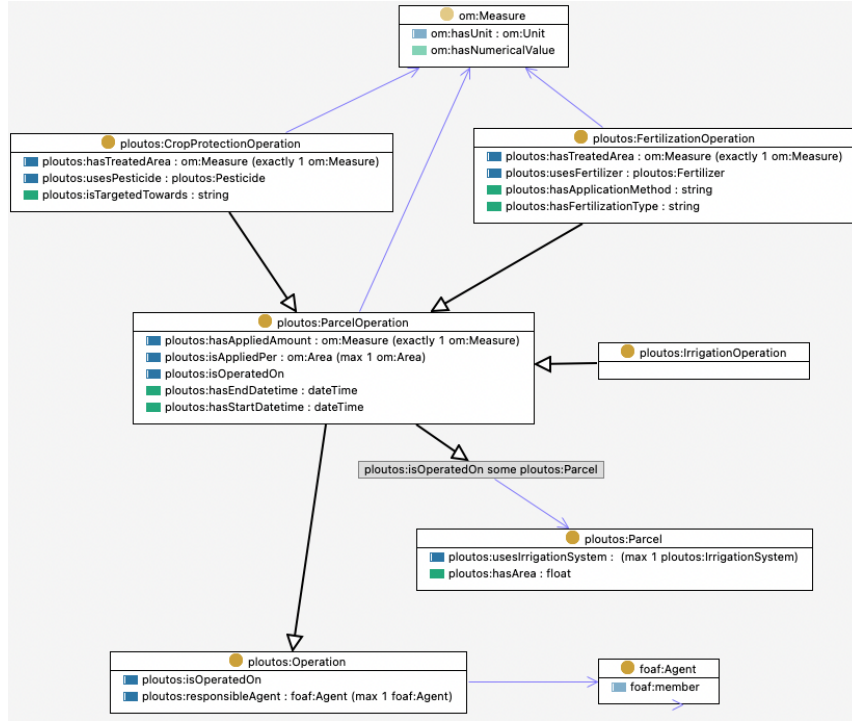 om:Measure
om:hasUnit : om:Unit
om:hasNumericalValue
ploutos:CropProtectionOperation
ploutos:hasTreatedArea : om:Measure (exactly 1 om:Measure)
ploutos:usesPesticide : ploutos:Pesticide
ploutos:isTargetedTowards : string
ploutos:FertilizationOperation
ploutos:hasTreatedArea : om:Measure (exactly 1 om:Measure)
ploutos:usesFertilizer : ploutos:Fertilizer
ploutos:hasApplicationMethod : string
ploutos:hasFertilizationType : string
ploutos:ParcelOperation
ploutos:hasAppliedAmount : om:Measure (exactly 1 om:Measure)
ploutos:isAppliedPer : om:Area (max 1 om:Area)
ploutos:isOperatedOn
ploutos:hasEndDatetime : dateTime
ploutos:hasStartDatetime : dateTime
ploutos:IrrigationOperation
ploutos:isOperatedOn some ploutos:Parcel
ploutos:Parcel
ploutos:usesIrrigationSystem : (max 1 ploutos:IrrigationSystem)
ploutos:hasArea : float
ploutos:Operation
ploutos:isOperatedOn
ploutos:responsibleAgent : foaf:Agent (max 1 foaf:Agent)
foaf:Agent
foaf:member